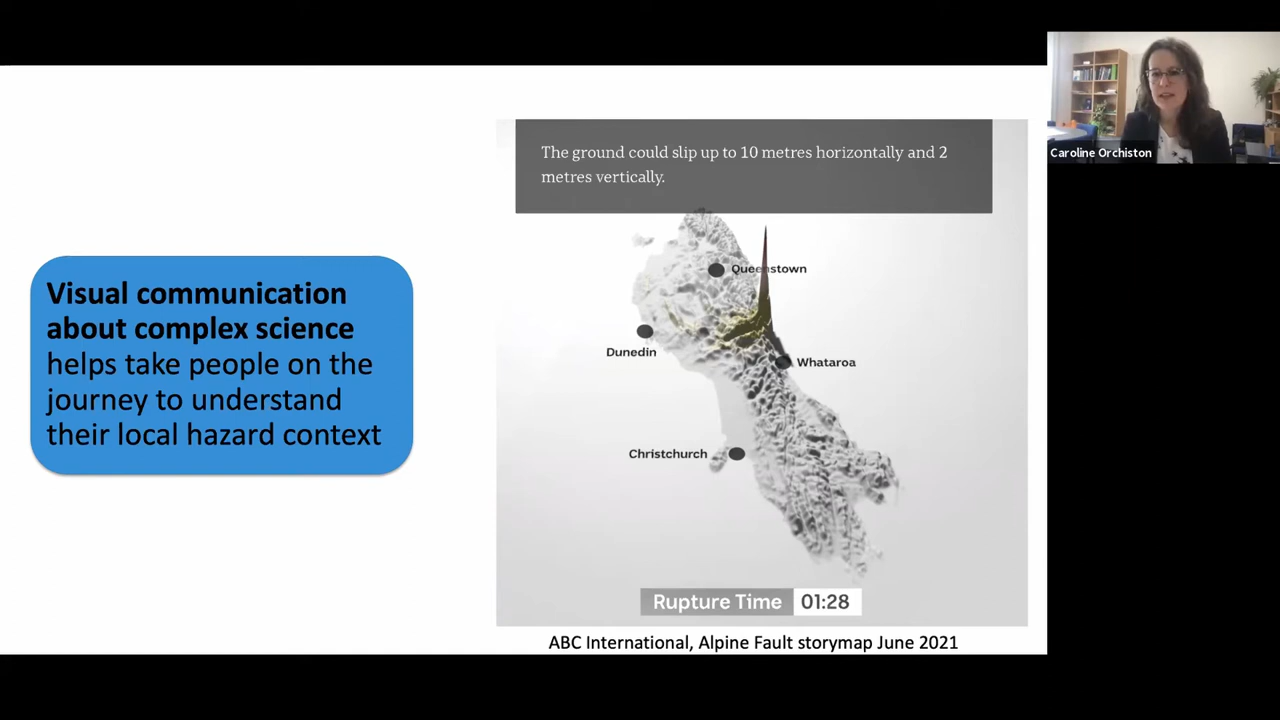 The ground could slip up to 10 metres horizontally and 2
metres vertically.
Queenstown
Dunedin
Whataroa
Christchurch
Rupture Time 01:28
ABC International, Alpine Fault storymap June 2021
Visual communication
about complex science
helps take people on the
journey to understand
their local hazard context
Caroline Orchiston